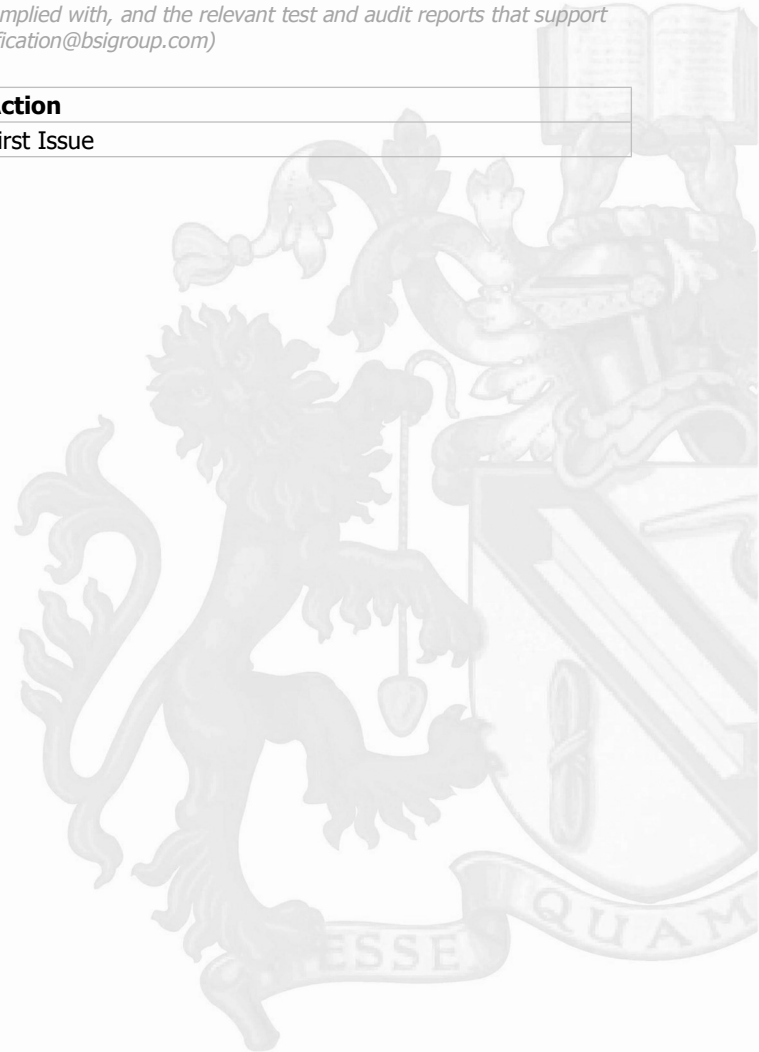 mplied with, and the relevant test and audit reports that support
fication@bsigroup.com)
ction
irst Issue
ESSE QUAM